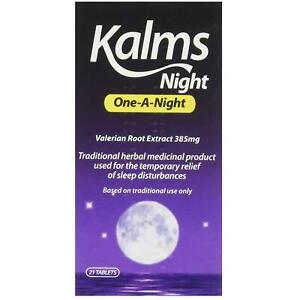 Kalms
Night
One-A-Night
Valerian Root Extract 385mg
Traditional herbal medicinal product
used for the temporary relief
of sleep disturbances
Based on traditional use only
21 TABLETS